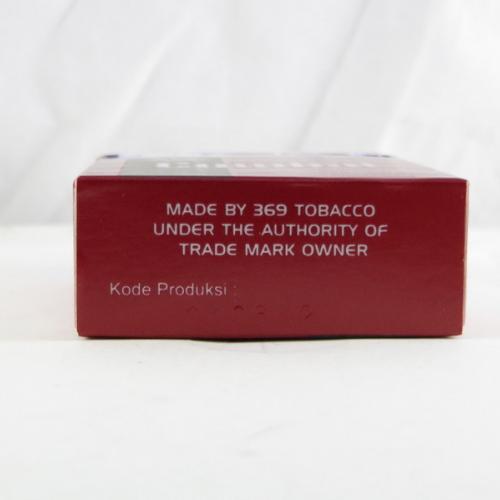 MADE BY 369 TOBACCO
UNDER THE AUTHORITY OF
TRADE MARK OWNER
Kode Produksi :